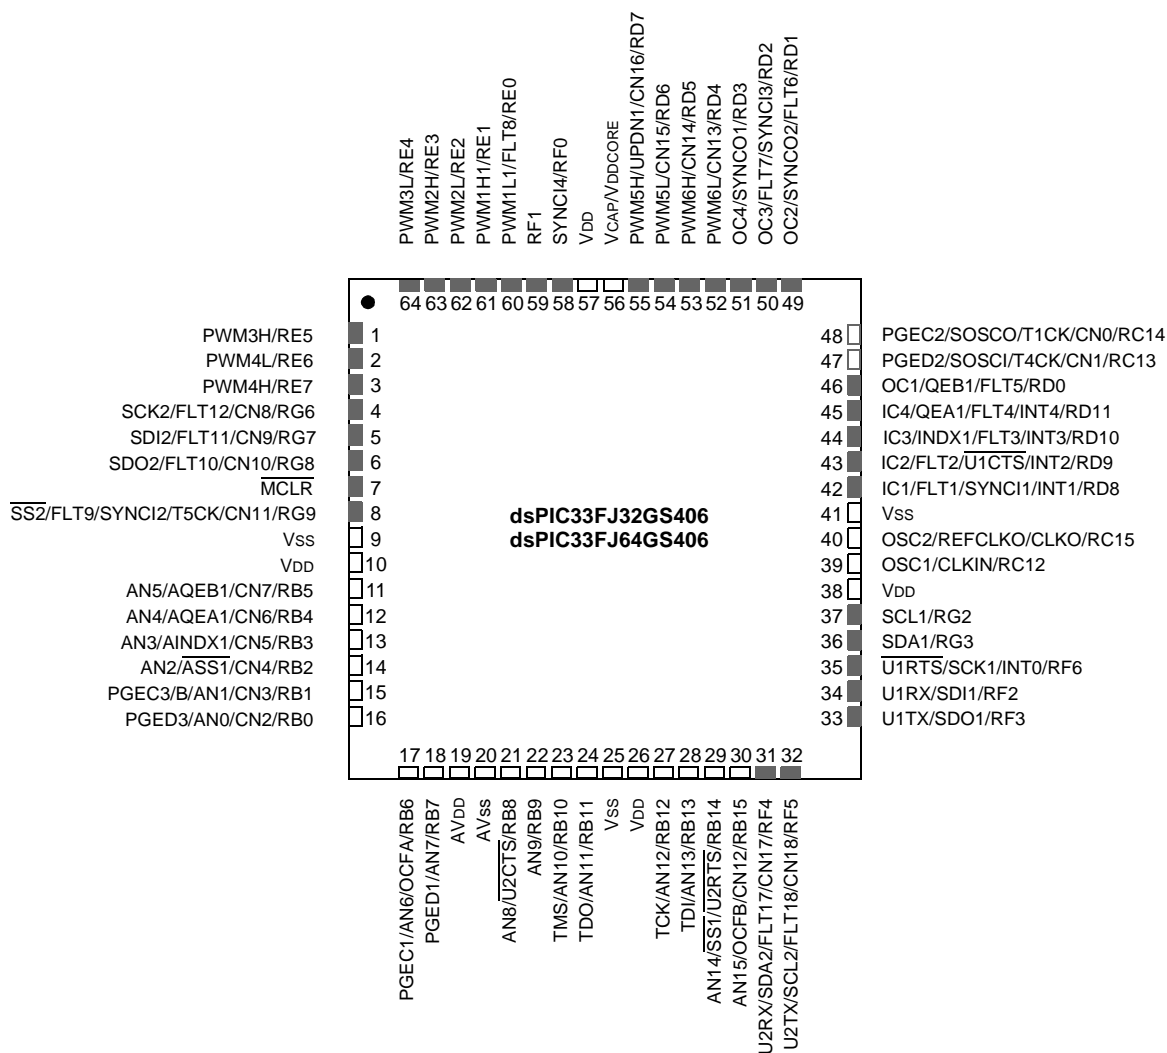 PWM3L/RE4
PWM2H/RE3
PWM2L/RE2
PWM1H1/RE1
PWM1L1/FLT8/RE0
RF1
SYNCI4/RF0
VDD
VCAP/VDDCORE
PWM5H/UPDN1/CN16/RD7
PWM5L/CN15/RD6
PWM6H/CN14/RD5
PWM6L/CN13/RD4
OC4/SYNCO1/RD3
OC3/FLT7/SYNCI3/RD2
OC2/SYNCO2/FLT6/RD1
64 63 62 61 60 59 58 57 56 55 54 53 52 51 50 49
PWM3H/RE5 1
PWM4L/RE6 2
PWM4H/RE7 3
SCK2/FLT12/CN8/RG6 4
SDI2/FLT11/CN9/RG7 5
SDO2/FLT10/CN10/RG8 6
MCLR 7
SS2/FLT9/SYNCI2/T5CK/CN11/RG9 8
VSS 9
VDD 10
AN5/AQEB1/CN7/RB5 11
AN4/AQEA1/CN6/RB4 12
AN3/AINDX1/CN5/RB3 13
AN2/ASS1/CN4/RB2 14
PGEC3/B/AN1/CN3/RB1 15
PGED3/AN0/CN2/RB0 16
dsPIC33FJ32GS406
dsPIC33FJ64GS406
48 PGEC2/SOSCO/T1CK/CN0/RC14
47 PGED2/SOSCI/T4CK/CN1/RC13
46 OC1/QEB1/FLT5/RD0
45 IC4/QEA1/FLT4/INT4/RD11
44 IC3/INDX1/FLT3/INT3/RD10
43 IC2/FLT2/U1CTS/INT2/RD9
42 IC1/FLT1/SYNCI1/INT1/RD8
41 VSS
40 OSC2/REFCLKO/CLKO/RC15
39 OSC1/CLKIN/RC12
38 VDD
37 SCL1/RG2
36 SDA1/RG3
35 U1RTS/SCK1/INT0/RF6
34 U1RX/SDI1/RF2
33 U1TX/SDO1/RF3
17 18 19 20 21 22 23 24 25 26 27 28 29 30 31 32
PGEC1/AN6/OCFA/RB6
PGED1/AN7/RB7
AVDD
AVSS
AN8/U2CTS/RB8
AN9/RB9
TMS/AN10/RB10
TDO/AN11/RB11
VSS
VDD
TCK/AN12/RB12
TDI/AN13/RB13
AN14/SS1/U2RTS/RB14
AN15/OCFB/CN12/RB15
U2RX/SDA2/FLT17/CN17/RF4
U2TX/SCL2/FLT18/CN18/RF5